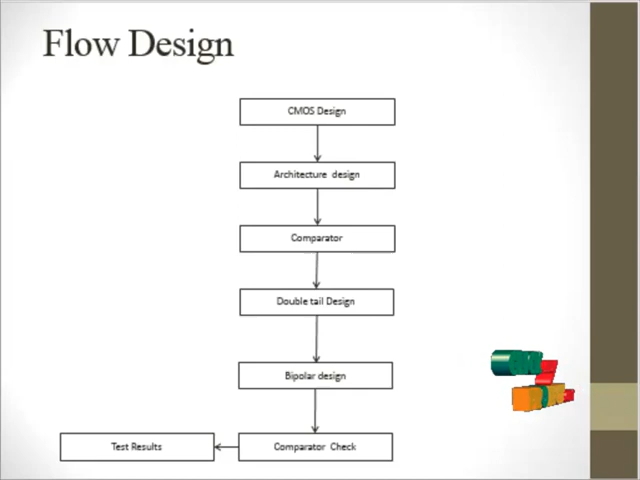 Flow Design
CMOS Design
Architecture design
Comparator
Double tail Design
Bipolar design
Comparator Check
Test Results